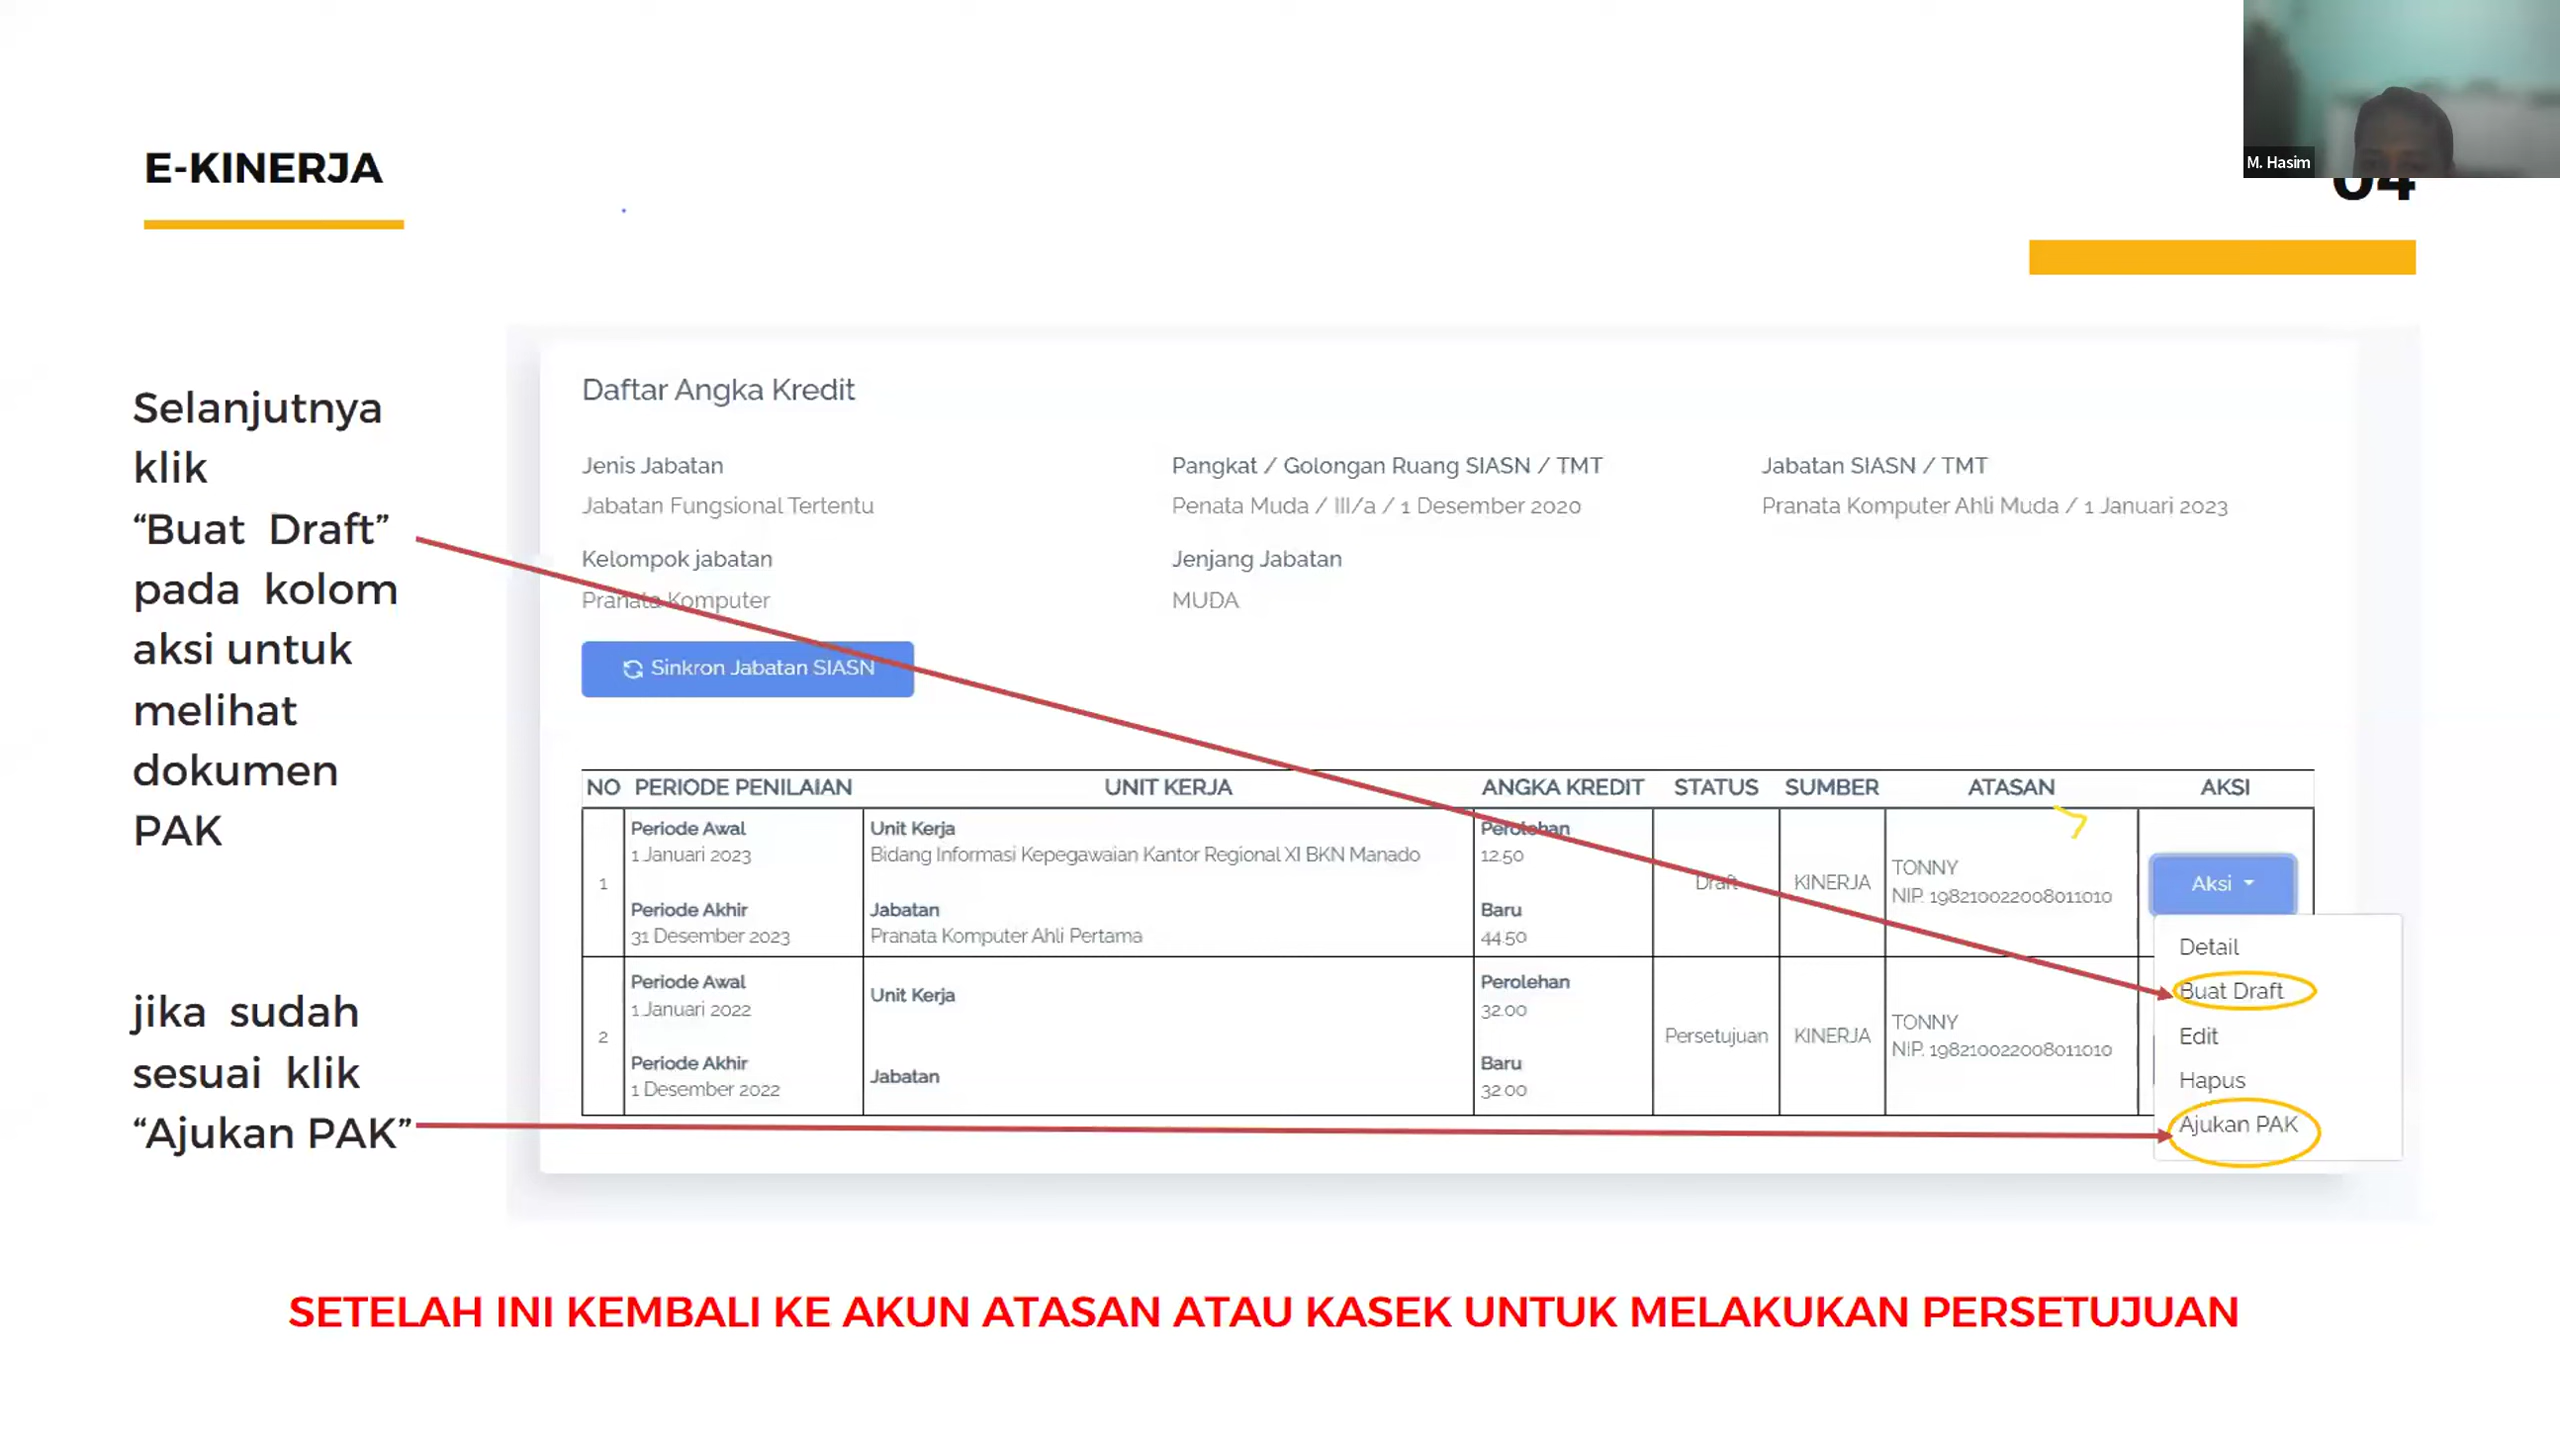 M. Hasim
E-KINERJA
04
Selanjutnya
klik
“Buat Draft”
pada kolom
aksi untuk
melihat
dokumen
PAK
jika sudah
sesuai klik
“Ajukan PAK”
Daftar Angka Kredit
Jenis Jabatan
Jabatan Fungsional Tertentu
Pangkat / Golongan Ruang SIASN / TMT
Penata Muda / III/a / 1 Desember 2020
Jabatan SIASN / TMT
Pranata Komputer Ahli Muda / 1 Januari 2023
Kelompok jabatan
Pranata Komputer
Jenjang Jabatan
MUDA
Sinkron Jabatan SIASN
NO PERIODE PENILAIAN UNIT KERJA ANGKA KREDIT STATUS SUMBER ATASAN AKSI
1
Periode Awal
1 Januari 2023
Periode Akhir
31 Desember 2023
Unit Kerja
Bidang Informasi Kepegawaian Kantor Regional XI BKN Manado
Jabatan
Pranata Komputer Ahli Pertama
Perolehan
12.50
Baru
44.50
Draft
KINERJA
TONNY
NIP. 198210022008011010
Aksi
2
Periode Awal
1 Januari 2022
Periode Akhir
1 Desember 2022
Unit Kerja
Jabatan
Perolehan
32.00
Baru
32.00
Persetujuan
KINERJA
TONNY
NIP. 198210022008011010
Detail
Buat Draft
Edit
Hapus
Ajukan PAK
SETELAH INI KEMBALI KE AKUN ATASAN ATAU KASEK UNTUK MELAKUKAN PERSETUJUAN